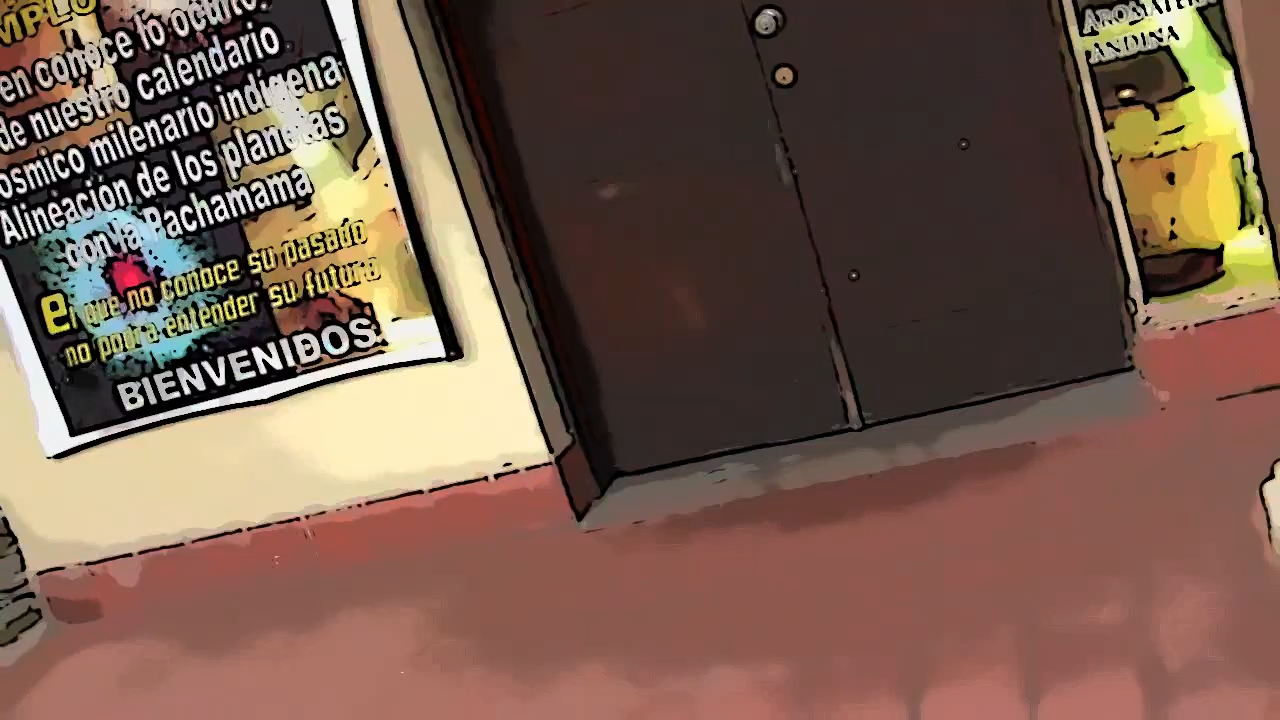 en conoce lo oculto.
de nuestro calendario
osmico milenario indígena
Alineación de los planetas
con la Pachamama
El que no conoce su pasado
no podra entender su futuro
BIENVENIDOS
ANDINA